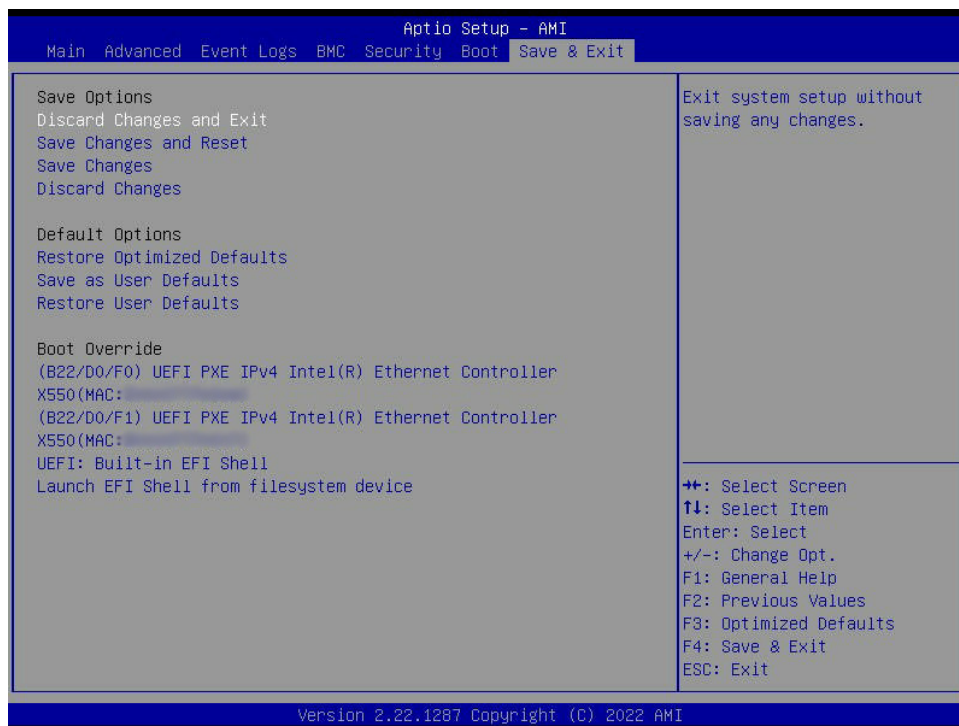 Aptio Setup - AMI
Main Advanced Event Logs BMC Security Boot Save & Exit
Save Options
Discard Changes and Exit
Save Changes and Reset
Save Changes
Discard Changes
Default Options
Restore Optimized Defaults
Save as User Defaults
Restore User Defaults
Boot Override
(B22/D0/F0) UEFI PXE IPv4 Intel(R) Ethernet Controller
X550(MAC:
(B22/D0/F1) UEFI PXE IPv4 Intel(R) Ethernet Controller
X550(MAC:
UEFI: Built-in EFI Shell
Launch EFI Shell from filesystem device
Exit system setup without
saving any changes.
→←: Select Screen
↑↓: Select Item
Enter: Select
+/-: Change Opt.
F1: General Help
F2: Previous Values
F3: Optimized Defaults
F4: Save & Exit
ESC: Exit
Version 2.22.1287 Copyright (C) 2022 AMI